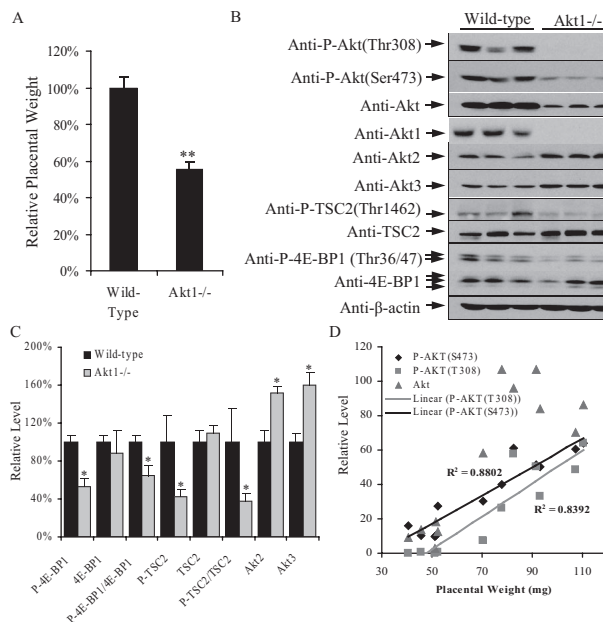 A
Relative Placental Weight
120%
100%
80%
60%
40%
20%
0%
**
Wild-
Type
Akt1-/-
B
Wild-type
Akt1-/-
Anti-P-Akt(Thr308)
Anti-P-Akt(Ser473)
Anti-Akt
Anti-Akt1
Anti-Akt2
Anti-Akt3
Anti-P-TSC2(Thr1462)
Anti-TSC2
Anti-P-4E-BP1 (Thr36/47)
Anti-4E-BP1
Anti-β-actin
C
Relative Level
200%
160%
120%
80%
40%
0%
Wild-type
Akt1-/-
*
*
*
*
*
*
P-4E-BP1
4E-BP1
P-4E-BP1/4E-BP1
P-TSC2
TSC2
P-TSC2/TSC2
Akt2
Akt3
D
P-AKT(S473)
P-AKT(T308)
Akt
Linear (P-AKT(T308))
Linear (P-AKT(S473))
Relative Level
120
100
80
60
40
20
0
R² = 0.8802
R² = 0.8392
30
50
70
90
110
Placental Weight (mg)